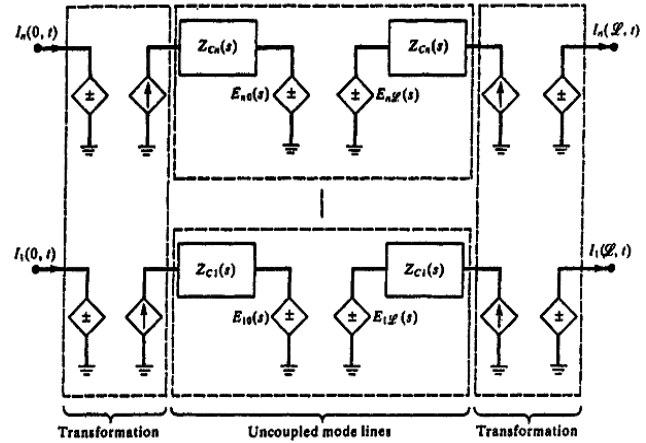 I_n(0, t)
Z_Cn(s)
Z_Cn(s)
I_n(ℒ, t)
±
±
±
±
E_n0(s)
E_nℒ(s)
I_1(0, t)
Z_C1(s)
Z_C1(s)
I_1(ℒ, t)
±
±
±
±
E_10(s)
E_1ℒ(s)
Transformation
Uncoupled mode lines
Transformation